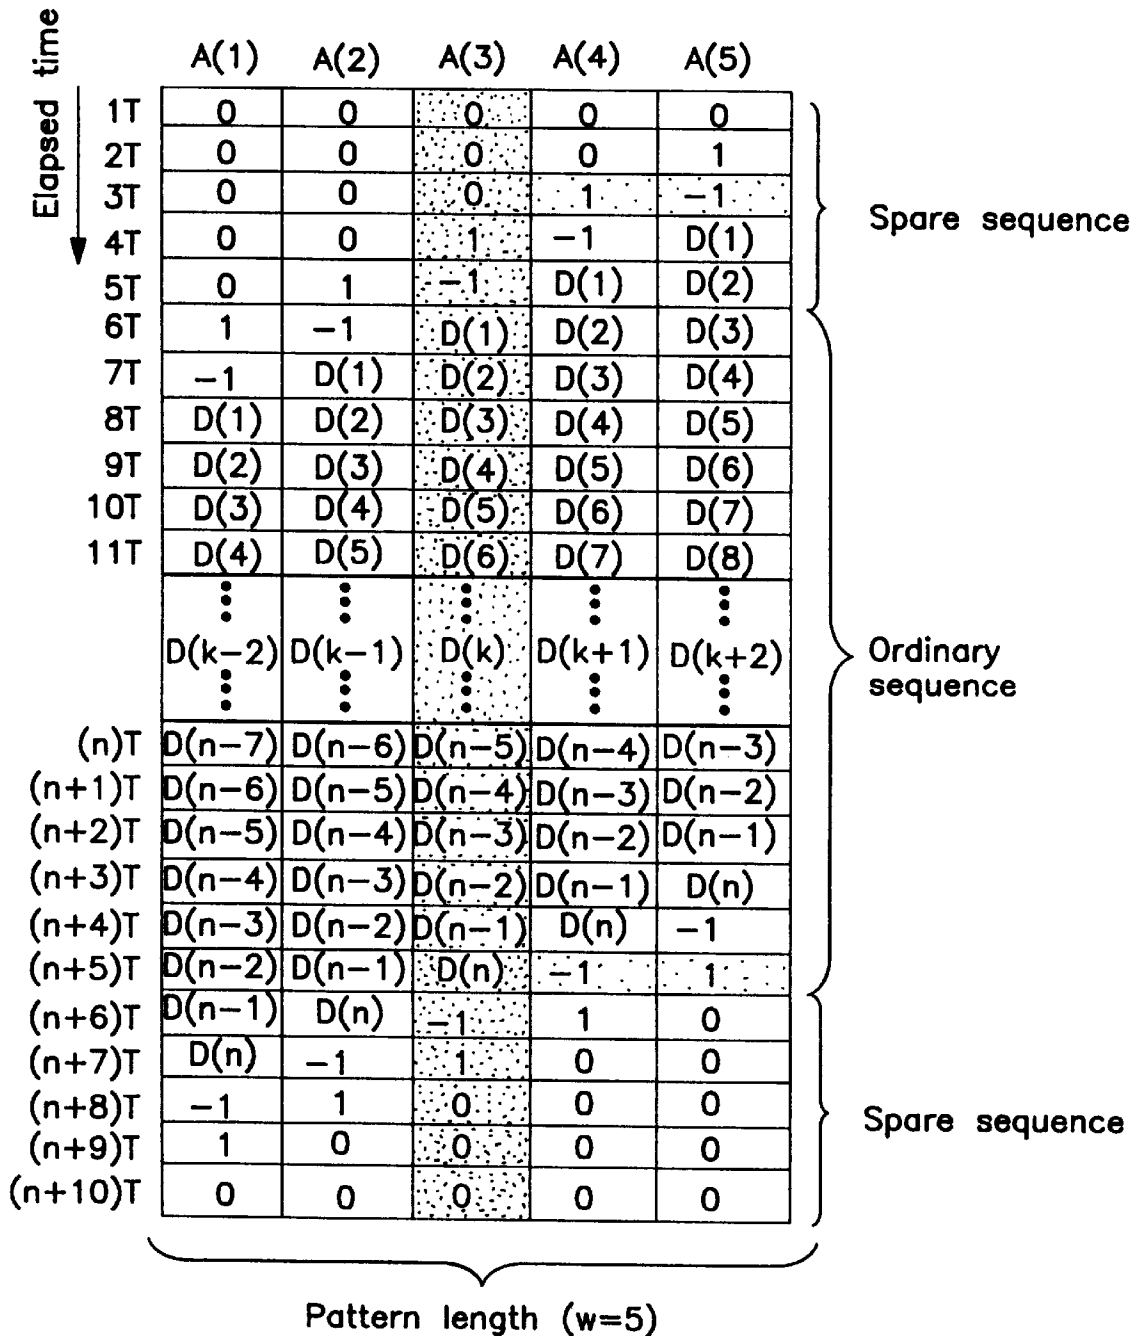 Elapsed time
A(1) A(2) A(3) A(4) A(5)
1T 0 0 0 0 0
2T 0 0 0 0 1
3T 0 0 0 1 −1
Spare sequence
4T 0 0 1 −1 D(1)
5T 0 1 −1 D(1) D(2)
6T 1 −1 D(1) D(2) D(3)
7T −1 D(1) D(2) D(3) D(4)
8T D(1) D(2) D(3) D(4) D(5)
9T D(2) D(3) D(4) D(5) D(6)
10T D(3) D(4) D(5) D(6) D(7)
11T D(4) D(5) D(6) D(7) D(8)
D(k−2) D(k−1) D(k) D(k+1) D(k+2)
Ordinary
sequence
(n)T D(n−7) D(n−6) D(n−5) D(n−4) D(n−3)
(n+1)T D(n−6) D(n−5) D(n−4) D(n−3) D(n−2)
(n+2)T D(n−5) D(n−4) D(n−3) D(n−2) D(n−1)
(n+3)T D(n−4) D(n−3) D(n−2) D(n−1) D(n)
(n+4)T D(n−3) D(n−2) D(n−1) D(n) −1
(n+5)T D(n−2) D(n−1) D(n) −1 1
(n+6)T D(n−1) D(n) −1 1 0
(n+7)T D(n) −1 1 0 0
(n+8)T −1 1 0 0 0
Spare sequence
(n+9)T 1 0 0 0 0
(n+10)T 0 0 0 0 0
Pattern length (w=5)